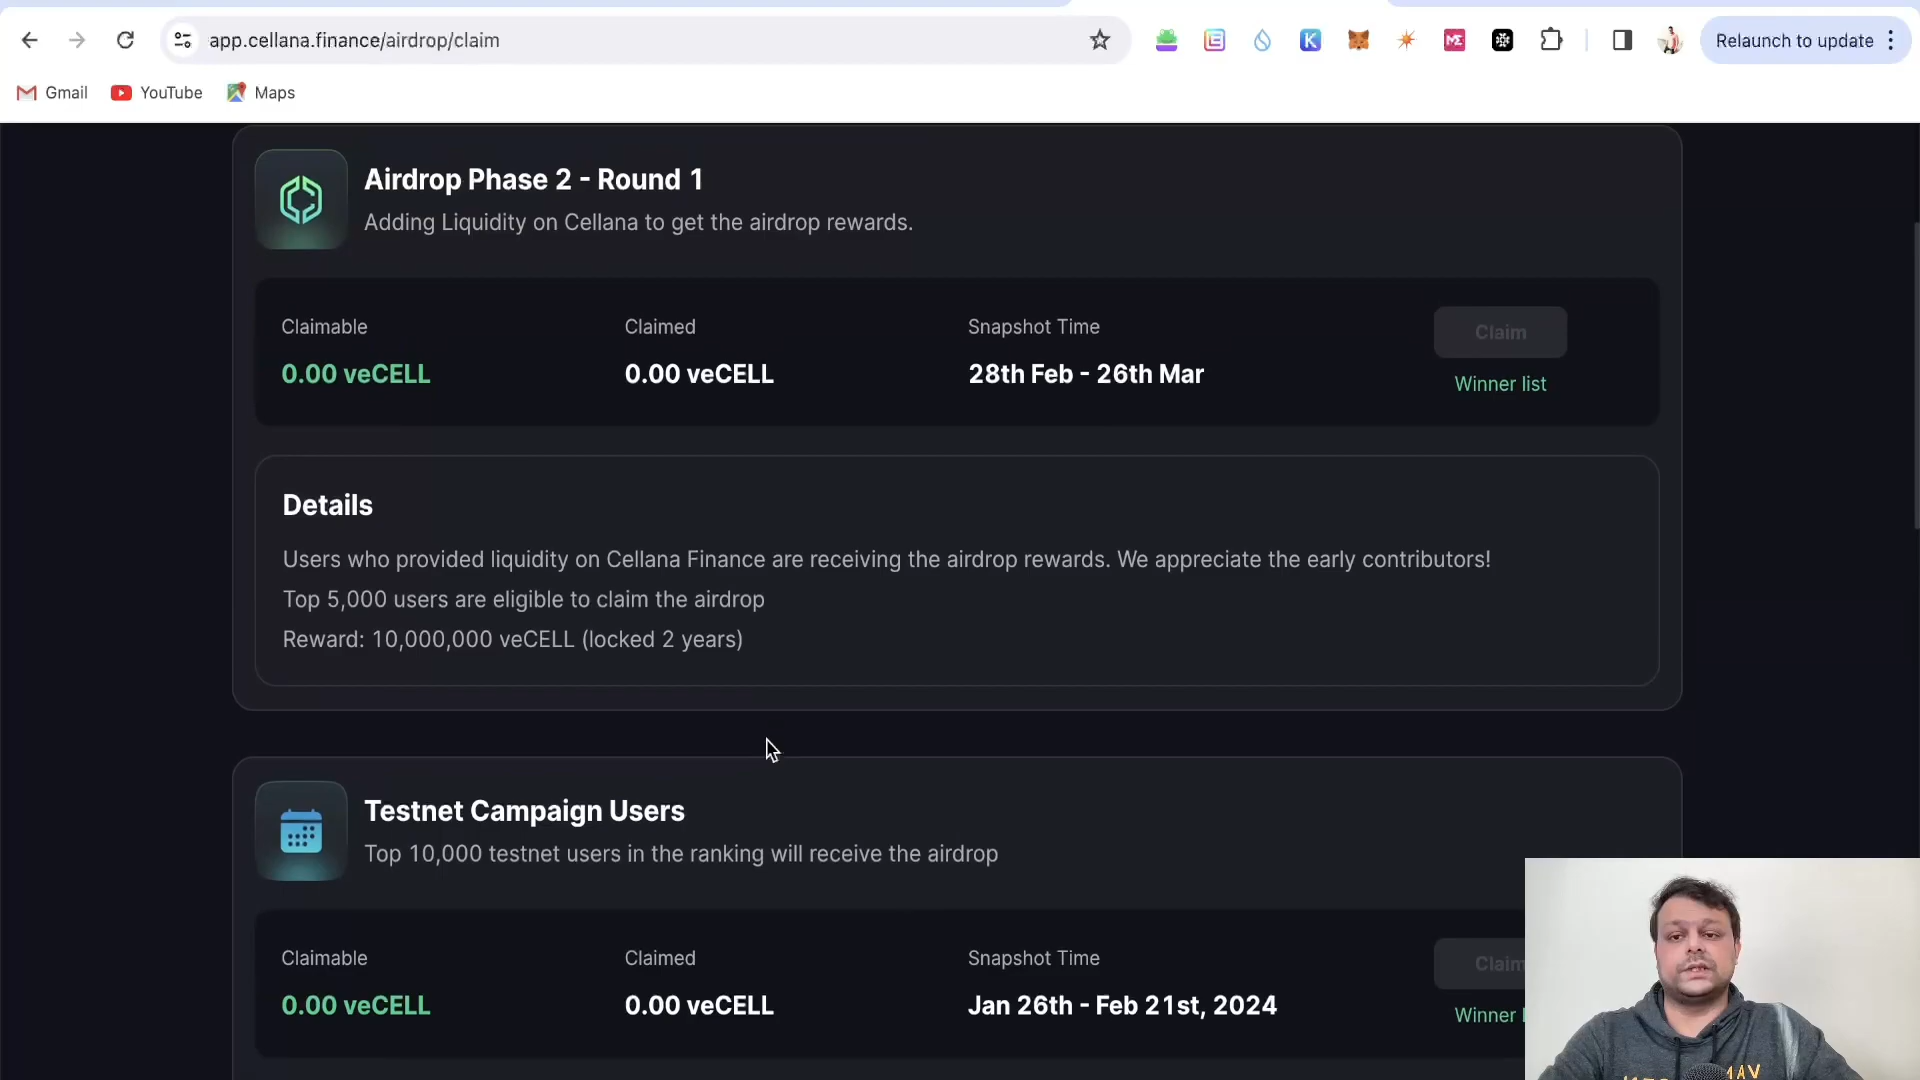 app.cellana.finance/airdrop/claim
Relaunch to update
Gmail
YouTube
Maps
Airdrop Phase 2 - Round 1
Adding Liquidity on Cellana to get the airdrop rewards.
Claimable
Claimed
Snapshot Time
Claim
0.00 veCELL
0.00 veCELL
28th Feb - 26th Mar
Winner list
Details
Users who provided liquidity on Cellana Finance are receiving the airdrop rewards. We appreciate the early contributors!
Top 5,000 users are eligible to claim the airdrop
Reward: 10,000,000 veCELL (locked 2 years)
Testnet Campaign Users
Top 10,000 testnet users in the ranking will receive the airdrop
Claimable
Claimed
Snapshot Time
Claim
0.00 veCELL
0.00 veCELL
Jan 26th - Feb 21st, 2024
Winner